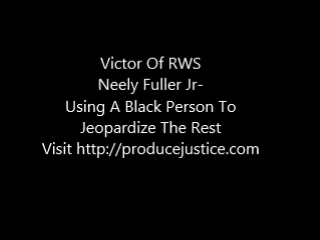 Victor Of RWS
Neely Fuller Jr-
Using A Black Person To
Jeopardize The Rest
Visit http://producejustice.com